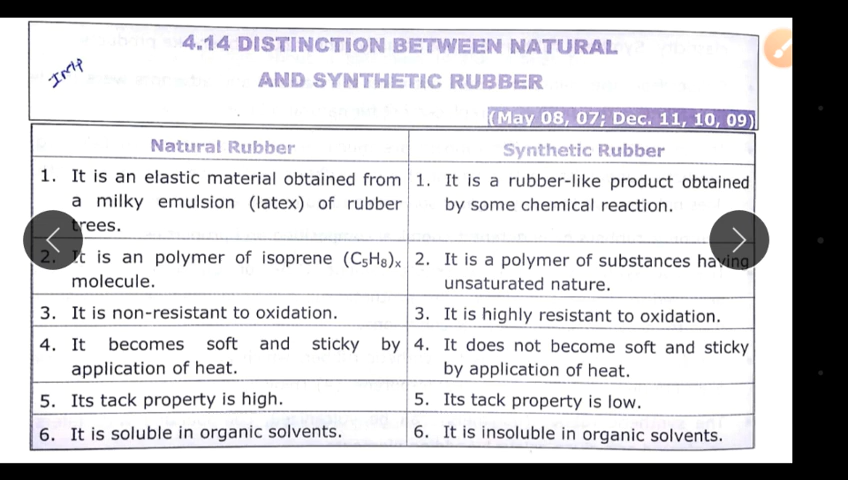 4.14 DISTINCTION BETWEEN NATURAL
AND SYNTHETIC RUBBER
IMP
(May 08, 07; Dec. 11, 10, 09)
Natural Rubber
Synthetic Rubber
1. It is an elastic material obtained from
a milky emulsion (latex) of rubber
trees.
1. It is a rubber-like product obtained
by some chemical reaction.
2. It is an polymer of isoprene (C₅H₈)ₓ
molecule.
2. It is a polymer of substances having
unsaturated nature.
3. It is non-resistant to oxidation.
3. It is highly resistant to oxidation.
4. It becomes soft and sticky by
application of heat.
4. It does not become soft and sticky
by application of heat.
5. Its tack property is high.
5. Its tack property is low.
6. It is soluble in organic solvents.
6. It is insoluble in organic solvents.